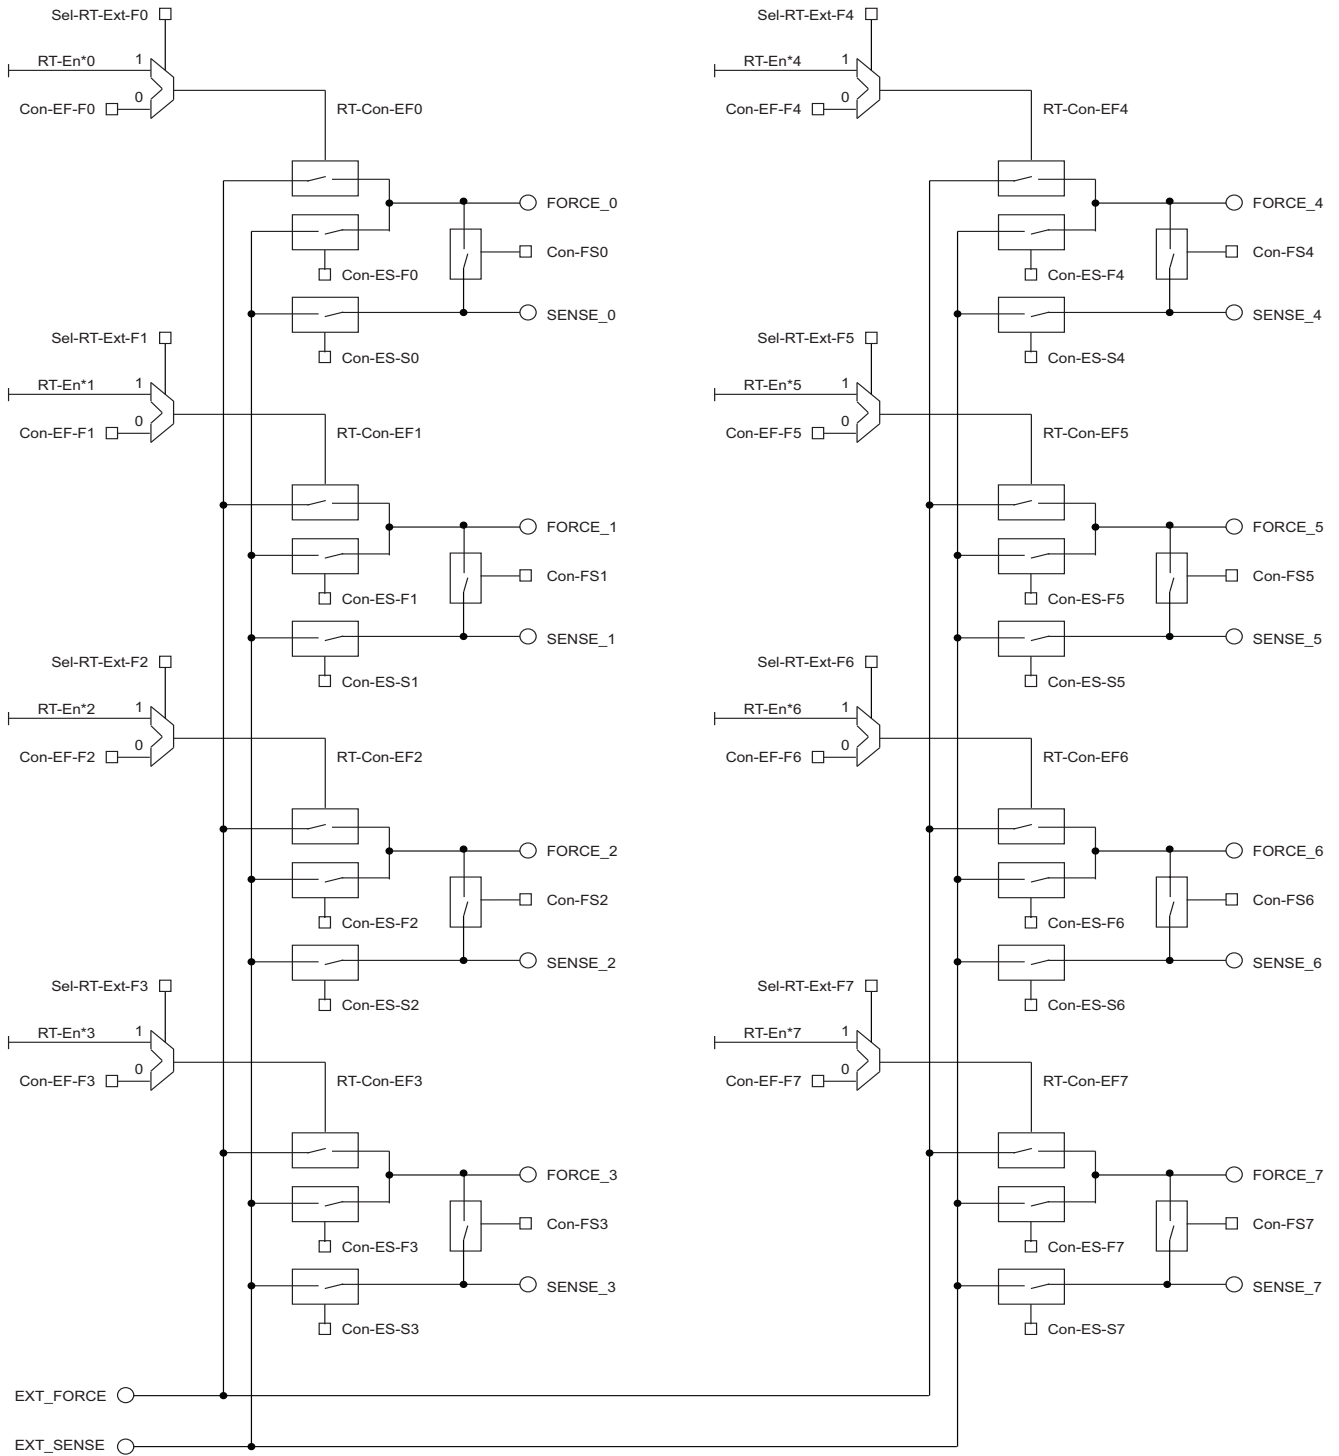 Sel-RT-Ext-F0
RT-En*0
1
0
Con-EF-F0
RT-Con-EF0
FORCE_0
Con-FS0
Con-ES-F0
SENSE_0
Con-ES-S0
Sel-RT-Ext-F1
RT-En*1
1
0
Con-EF-F1
RT-Con-EF1
FORCE_1
Con-FS1
Con-ES-F1
SENSE_1
Con-ES-S1
Sel-RT-Ext-F2
RT-En*2
1
0
Con-EF-F2
RT-Con-EF2
FORCE_2
Con-FS2
Con-ES-F2
SENSE_2
Con-ES-S2
Sel-RT-Ext-F3
RT-En*3
1
0
Con-EF-F3
RT-Con-EF3
FORCE_3
Con-FS3
Con-ES-F3
SENSE_3
Con-ES-S3
EXT_FORCE
EXT_SENSE
Sel-RT-Ext-F4
RT-En*4
1
0
Con-EF-F4
RT-Con-EF4
FORCE_4
Con-FS4
Con-ES-F4
SENSE_4
Con-ES-S4
Sel-RT-Ext-F5
RT-En*5
1
0
Con-EF-F5
RT-Con-EF5
FORCE_5
Con-FS5
Con-ES-F5
SENSE_5
Con-ES-S5
Sel-RT-Ext-F6
RT-En*6
1
0
Con-EF-F6
RT-Con-EF6
FORCE_6
Con-FS6
Con-ES-F6
SENSE_6
Con-ES-S6
Sel-RT-Ext-F7
RT-En*7
1
0
Con-EF-F7
RT-Con-EF7
FORCE_7
Con-FS7
Con-ES-F7
SENSE_7
Con-ES-S7